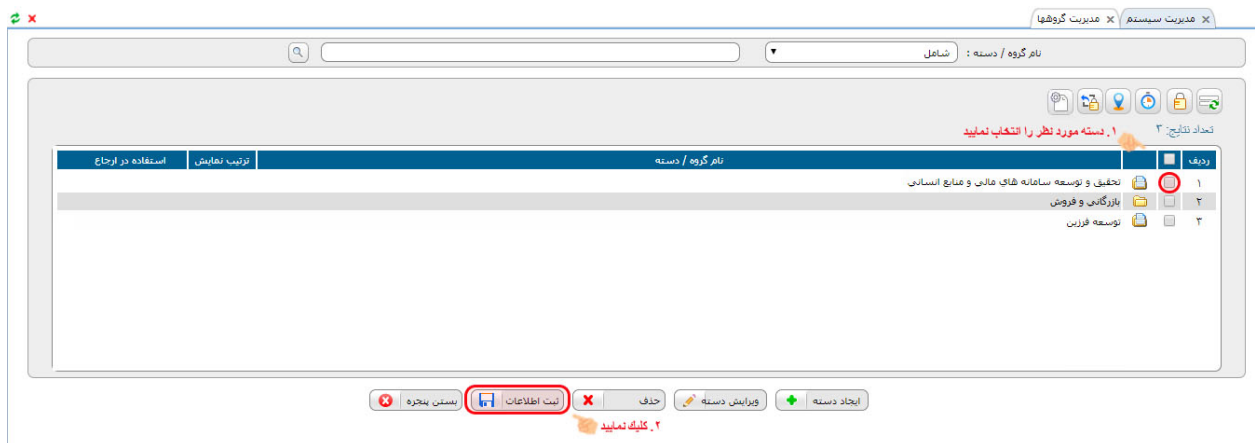 مدیریت سیستم
مدیریت گروهها
نام گروه / دسته :
شامل
تعداد نتایج: ۳
۱. دسته مورد نظر را انتخاب نمایید
ردیف
نام گروه / دسته
ترتیب نمایش
استفاده در ارجاع
۱ تحقیق و توسعه سامانه های مالی و منابع انسانی
۲ بازرگانی و فروش
۳ توسعه فرزین
ایجاد دسته
ویرایش دسته
حذف
ثبت اطلاعات
بستن پنجره
۲. کلیک نمایید